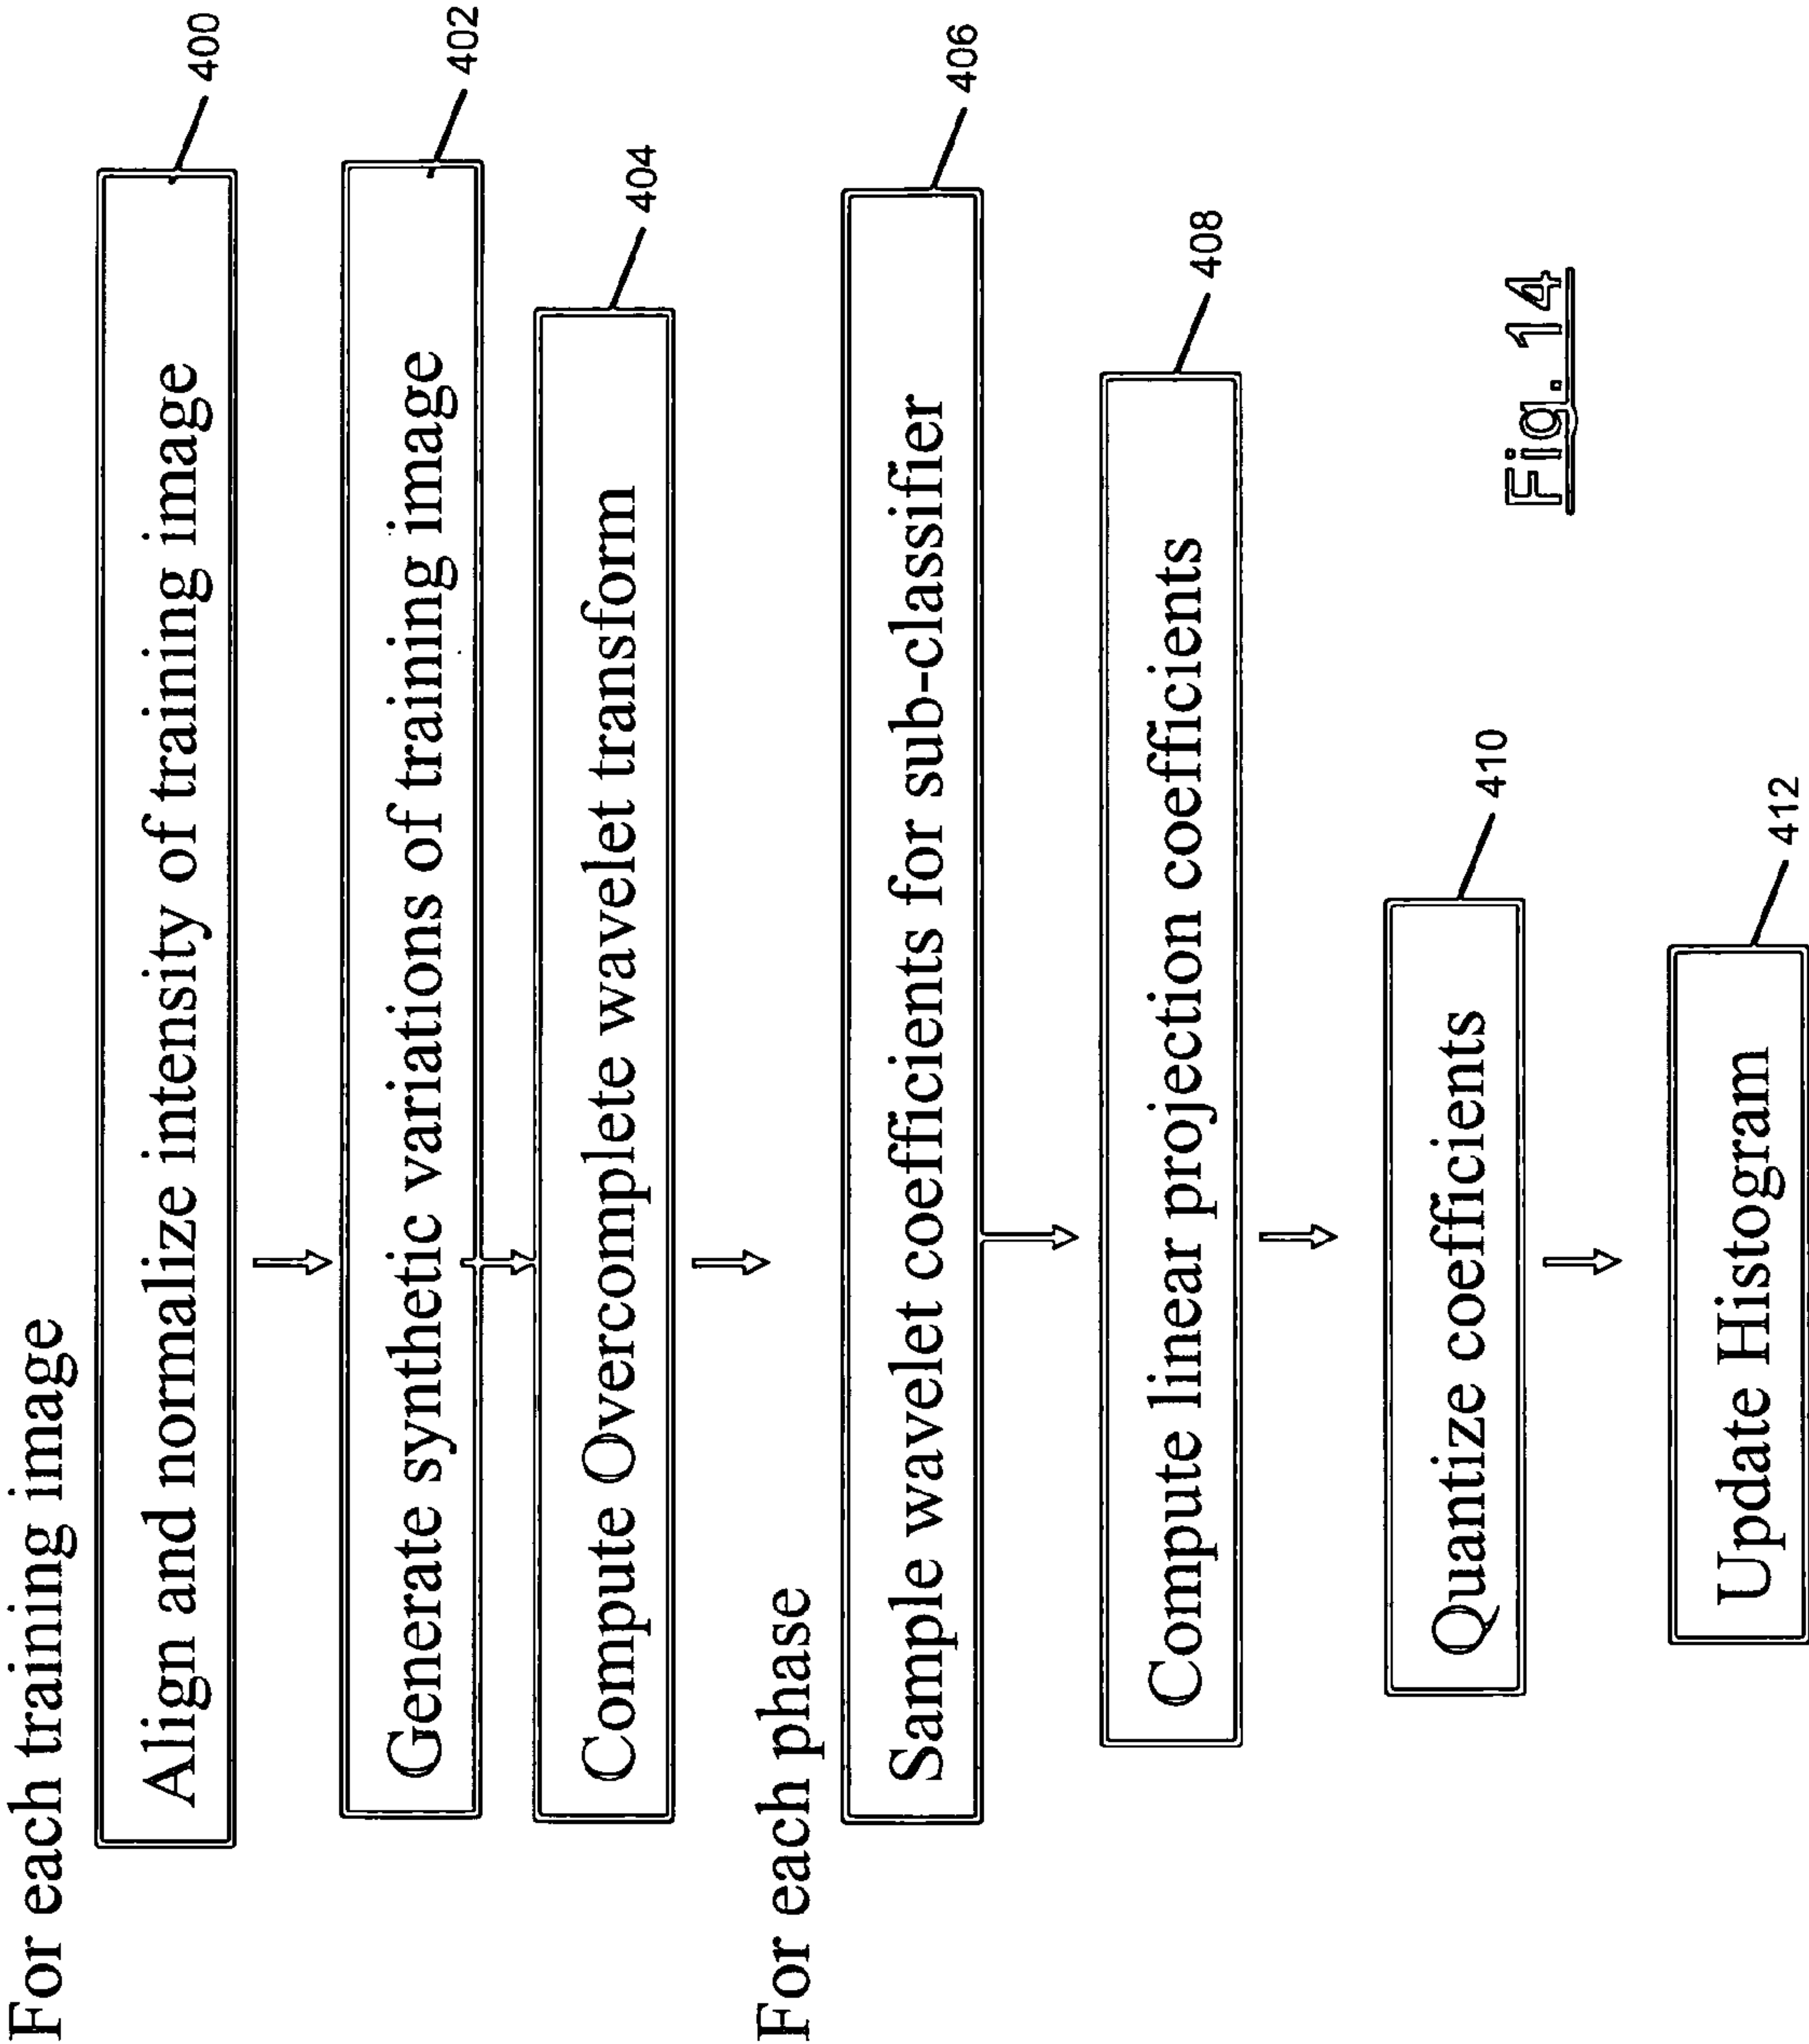 For each training image
Align and normalize intensity of training image
400
Generate synthetic variations of training image
402
Compute Overcomplete wavelet transform
404
For each phase
Sample wavelet coefficients for sub-classifier
406
Compute linear projection coefficients
408
Quantize coefficients
410
Update Histogram
412
Fig. 14